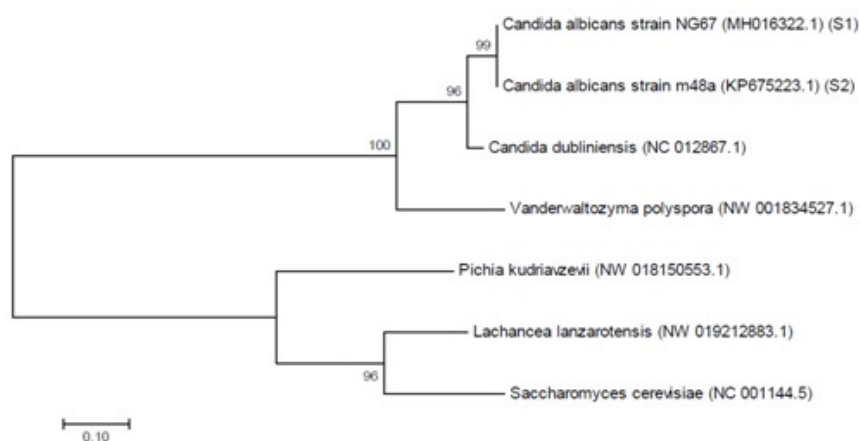 Candida albicans strain NG67 (MH016322.1) (S1)
99
Candida albicans strain m48a (KP675223.1) (S2)
96
Candida dubliniensis (NC 012867.1)
100
Vanderwaltozyma polyspora (NW 001834527.1)
Pichia kudriavzevii (NW 018150553.1)
Lachancea lanzarotensis (NW 019212883.1)
96
Saccharomyces cerevisiae (NC 001144.5)
0.10